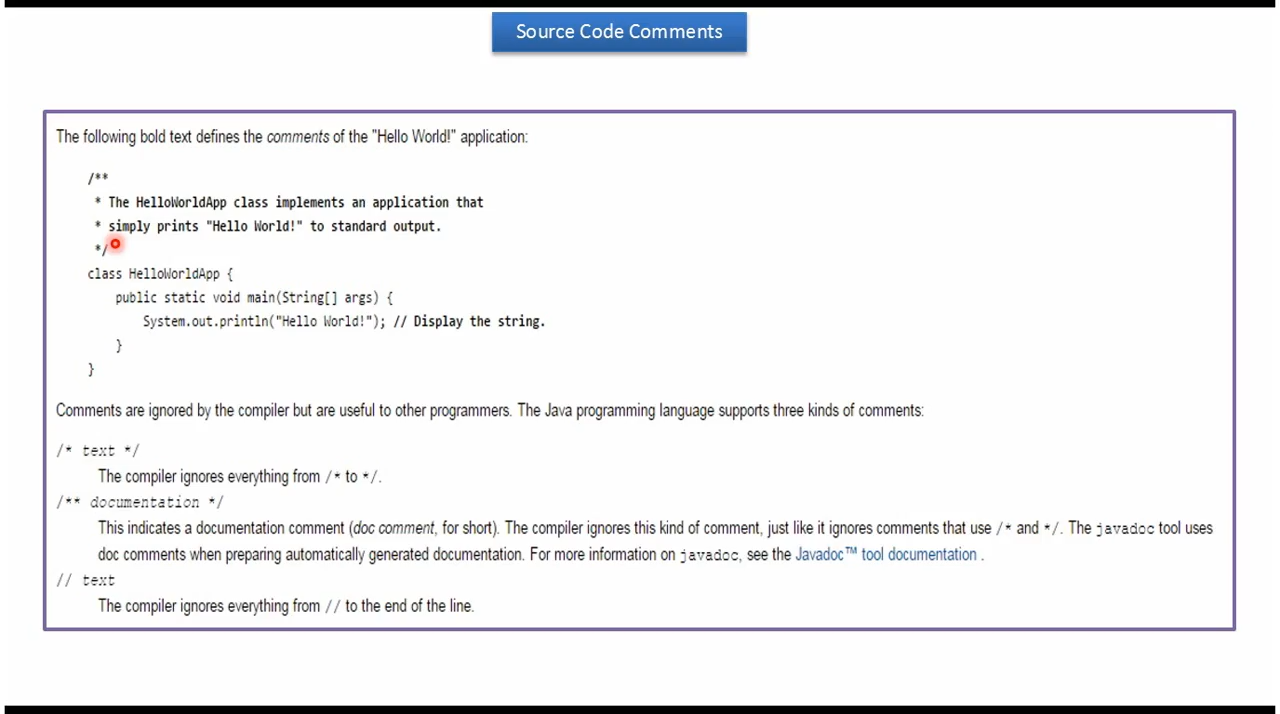 Source Code Comments
The following bold text defines the comments of the "Hello World!" application:
/**
* The HelloWorldApp class implements an application that
* simply prints "Hello World!" to standard output.
*/
class HelloWorldApp {
public static void main(String[] args) {
System.out.println("Hello World!"); // Display the string.
}
}
Comments are ignored by the compiler but are useful to other programmers. The Java programming language supports three kinds of comments:
/* text */
The compiler ignores everything from /* to */.
/** documentation */
This indicates a documentation comment (doc comment, for short). The compiler ignores this kind of comment, just like it ignores comments that use /* and */. The javadoc tool uses
doc comments when preparing automatically generated documentation. For more information on javadoc, see the Javadoc™ tool documentation .
// text
The compiler ignores everything from // to the end of the line.